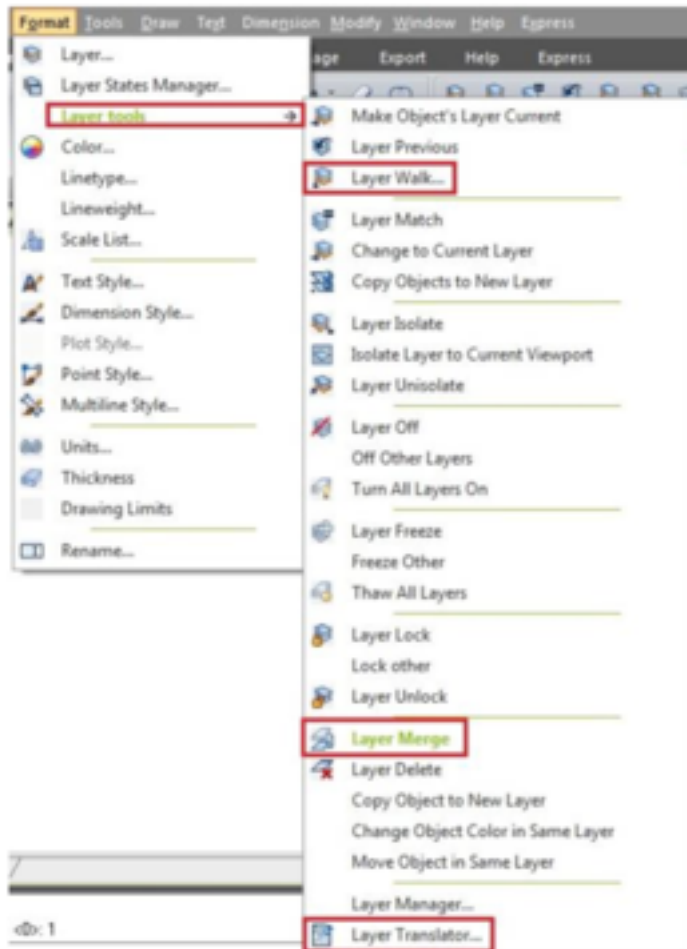 Format Tools Draw Text Dimension Modify Window Help Express
age Export Help Express
Layer...
Layer States Manager...
Layer tools
Color...
Linetype...
Lineweight...
Scale List...
Text Style...
Dimension Style...
Plot Style...
Point Style...
Multiline Style...
Units...
Thickness
Drawing Limits
Rename...
Make Object's Layer Current
Layer Previous
Layer Walk...
Layer Match
Change to Current Layer
Copy Objects to New Layer
Layer Isolate
Isolate Layer to Current Viewport
Layer Unisolate
Layer Off
Off Other Layers
Turn All Layers On
Layer Freeze
Freeze Other
Thaw All Layers
Layer Lock
Lock other
Layer Unlock
Layer Merge
Layer Delete
Copy Object to New Layer
Change Object Color in Same Layer
Move Object in Same Layer
Layer Manager...
Layer Translator...
<0>: 1